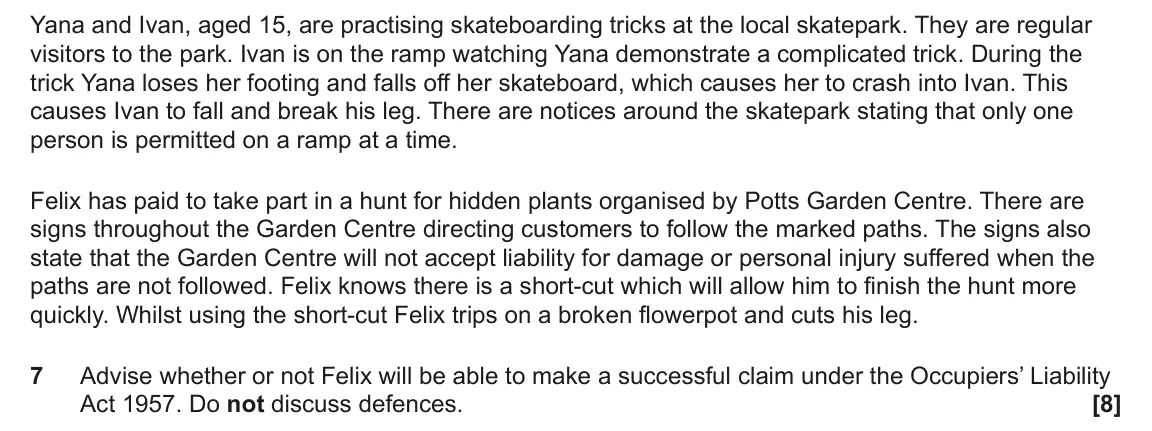 Yana and Ivan, aged 15, are practising skateboarding tricks at the local skatepark. They are regular
visitors to the park. Ivan is on the ramp watching Yana demonstrate a complicated trick. During the
trick Yana loses her footing and falls off her skateboard, which causes her to crash into Ivan. This
causes Ivan to fall and break his leg. There are notices around the skatepark stating that only one
person is permitted on a ramp at a time.
Felix has paid to take part in a hunt for hidden plants organised by Potts Garden Centre. There are
signs throughout the Garden Centre directing customers to follow the marked paths. The signs also
state that the Garden Centre will not accept liability for damage or personal injury suffered when the
paths are not followed. Felix knows there is a short-cut which will allow him to finish the hunt more
quickly. Whilst using the short-cut Felix trips on a broken flowerpot and cuts his leg.
7 Advise whether or not Felix will be able to make a successful claim under the Occupiers’ Liability
Act 1957. Do not discuss defences. [8]